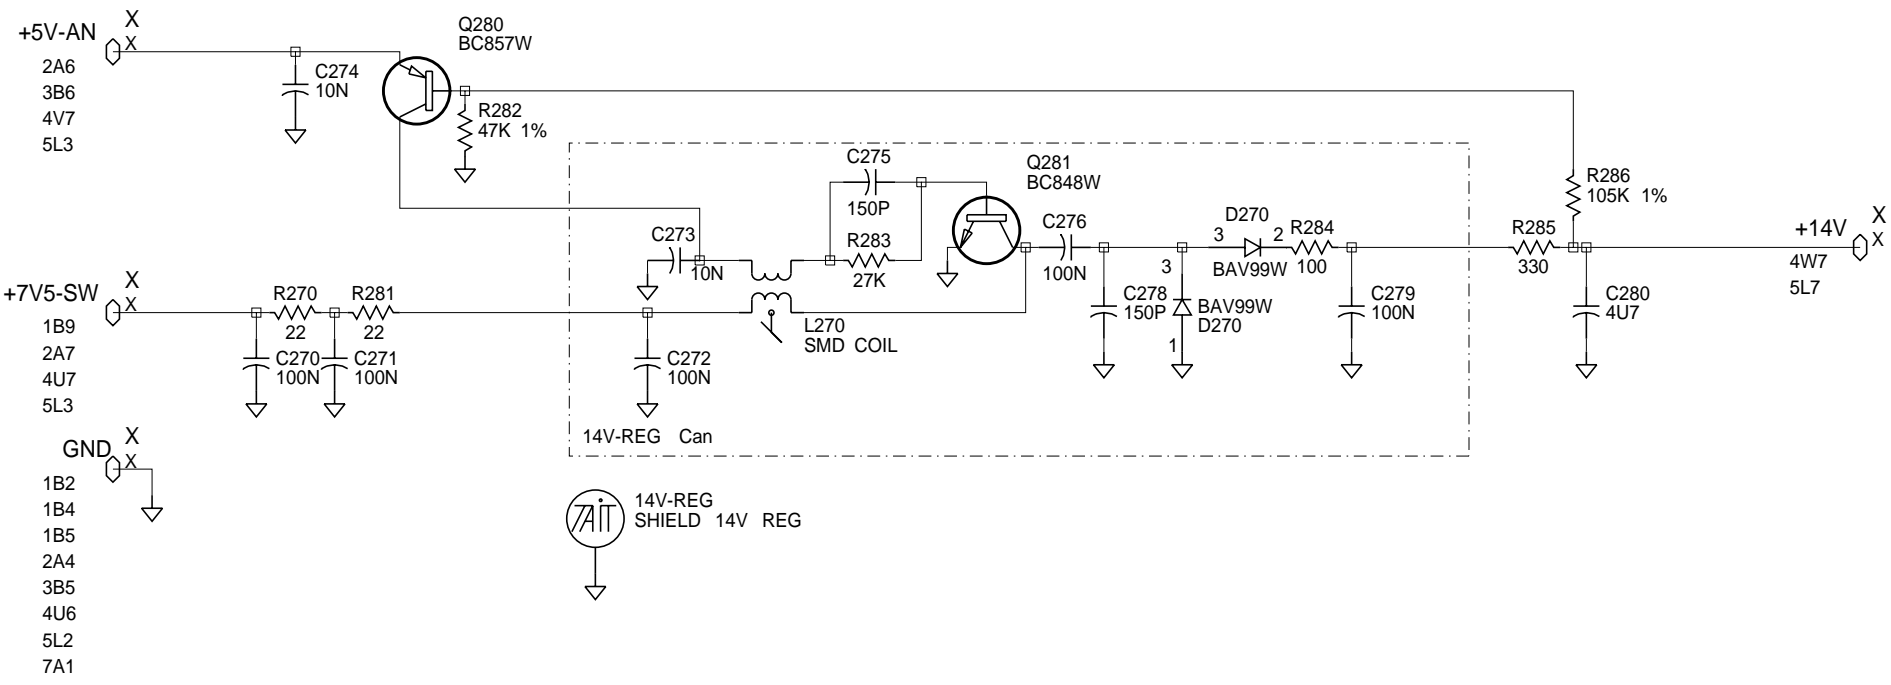 +5V-AN
X
X
2A6
3B6
4V7
5L3
C274
10N
Q280
BC857W
R282
47K 1%
C275
150P
R283
27K
Q281
BC848W
C273
10N
C276
100N
D270
3 2
BAV99W
R284
100
R285
330
R286
105K 1%
+14V
X
X
4W7
5L7
+7V5-SW
X
X
1B9
2A7
4U7
5L3
R270
22
R281
22
C270
100N
C271
100N
C272
100N
L270
SMD COIL
C278
150P
3
BAV99W
D270
1
C279
100N
C280
4U7
14V-REG Can
GND
X
X
1B2
1B4
1B5
2A4
3B5
4U6
5L2
7A1
TAIT
14V-REG
SHIELD 14V REG